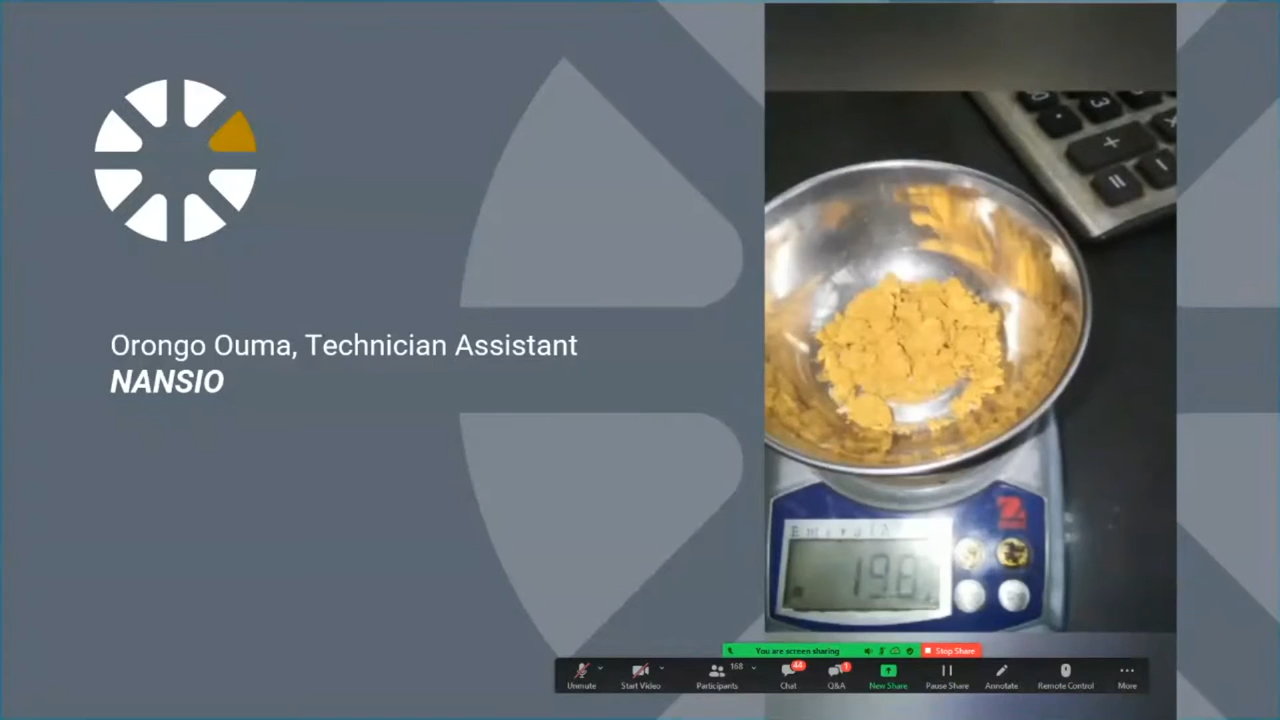 Orongo Ouma, Technician Assistant
NANSIO
3
+
=
19.8
You are screen sharing
Stop Share
Unmute
Start Video
Participants
168
Chat
44
Q&A
1
New Share
Pause Share
Annotate
Remote Control
More